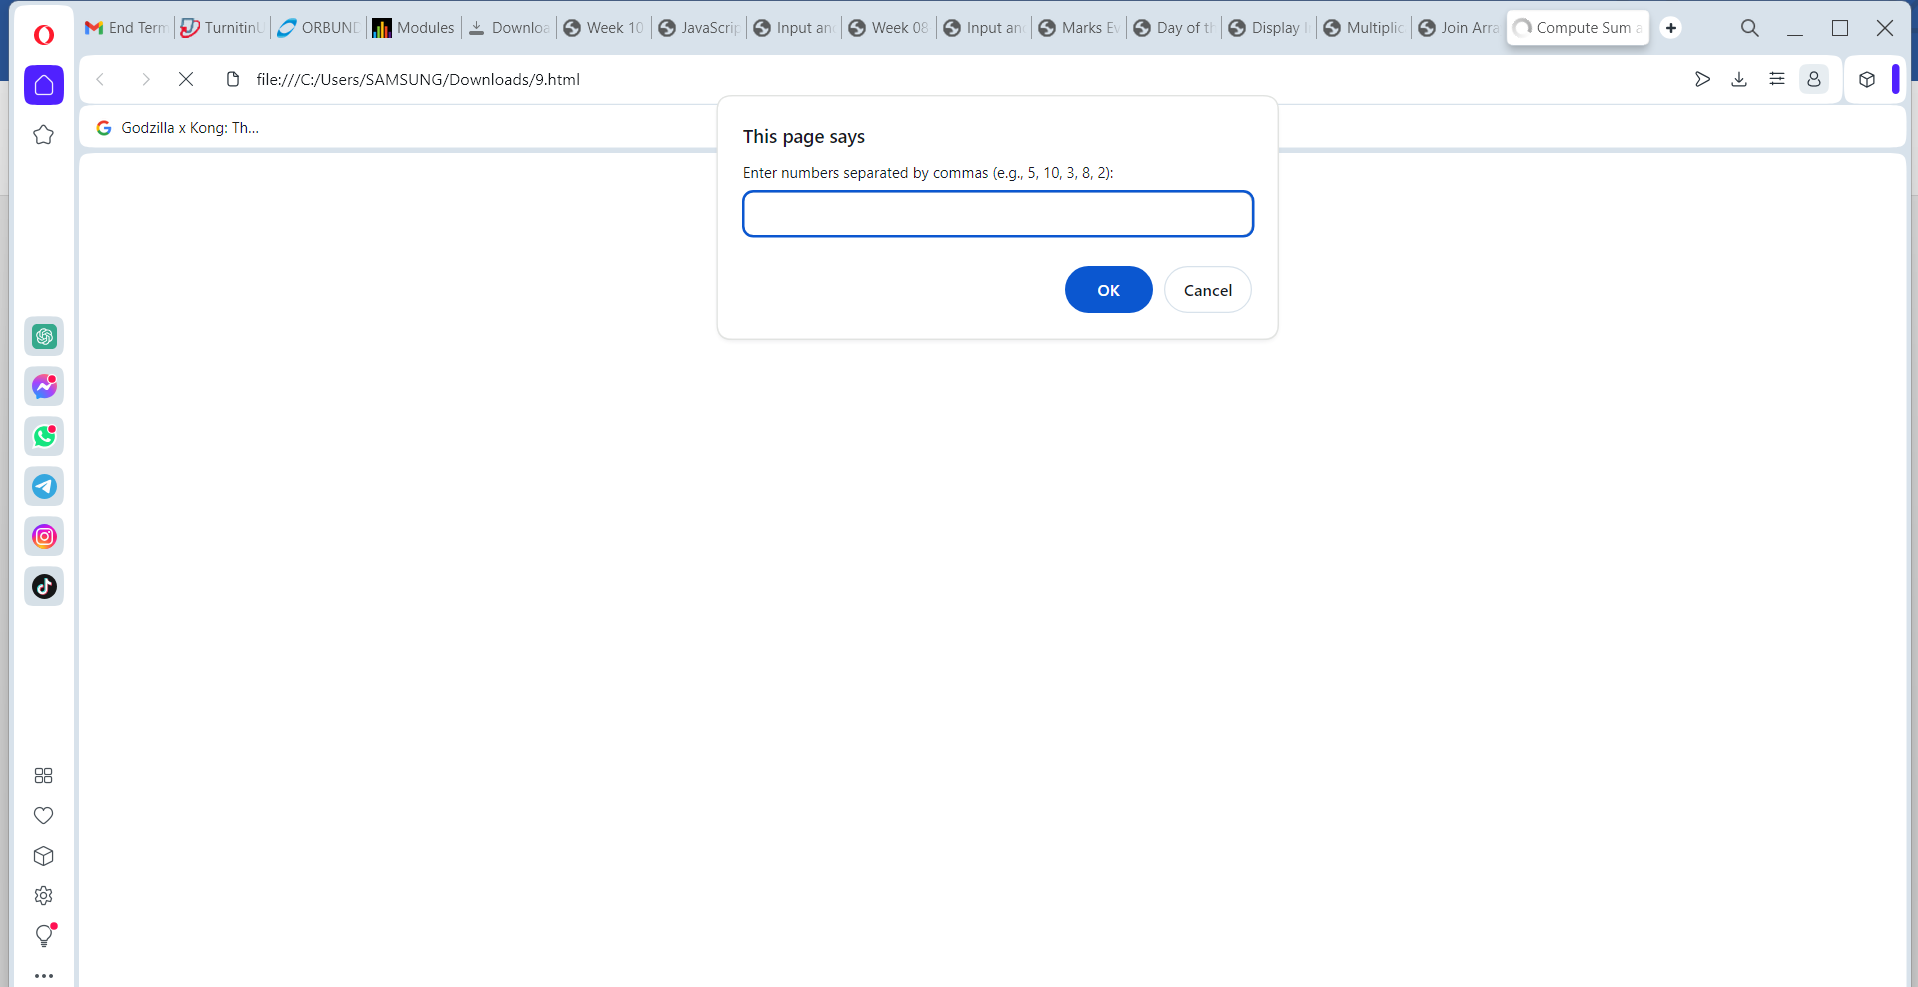 End Term
TurnitinU
ORBUND
Modules
Downloa
Week 10
JavaScrip
Input and
Week 08
Input and
Marks Ev
Day of th
Display I
Multiplic
Join Arra
Compute Sum a
file:///C:/Users/SAMSUNG/Downloads/9.html
Godzilla x Kong: Th...
This page says
Enter numbers separated by commas (e.g., 5, 10, 3, 8, 2):
OK
Cancel